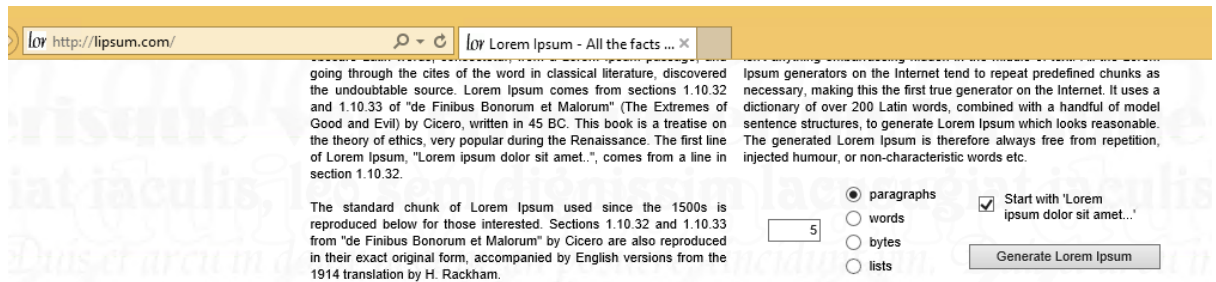 lor http://lipsum.com/
lor Lorem Ipsum - All the facts ...
going through the cites of the word in classical literature, discovered
the undoubtable source. Lorem Ipsum comes from sections 1.10.32
and 1.10.33 of "de Finibus Bonorum et Malorum" (The Extremes of
Good and Evil) by Cicero, written in 45 BC. This book is a treatise on
the theory of ethics, very popular during the Renaissance. The first line
of Lorem Ipsum, "Lorem ipsum dolor sit amet..", comes from a line in
section 1.10.32.
The standard chunk of Lorem Ipsum used since the 1500s is
reproduced below for those interested. Sections 1.10.32 and 1.10.33
from "de Finibus Bonorum et Malorum" by Cicero are also reproduced
in their exact original form, accompanied by English versions from the
1914 translation by H. Rackham.
Ipsum generators on the Internet tend to repeat predefined chunks as
necessary, making this the first true generator on the Internet. It uses a
dictionary of over 200 Latin words, combined with a handful of model
sentence structures, to generate Lorem Ipsum which looks reasonable.
The generated Lorem Ipsum is therefore always free from repetition,
injected humour, or non-characteristic words etc.
5
paragraphs
words
bytes
lists
Start with 'Lorem
ipsum dolor sit amet...'
Generate Lorem Ipsum